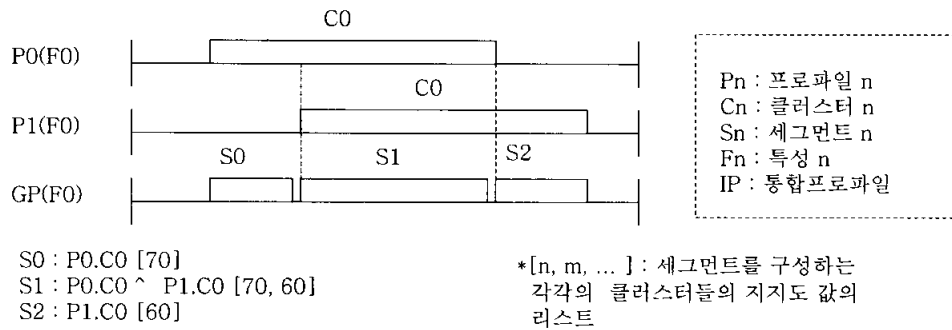 C0
P0(F0)
C0
P1(F0)
S0 S1 S2
GP(F0)
Pn : 프로파일 n
Cn : 클러스터 n
Sn : 세그먼트 n
Fn : 특성 n
IP : 통합프로파일
S0 : P0.C0 [70]
S1 : P0.C0 ^ P1.C0 [70, 60]
S2 : P1.C0 [60]
*[n, m, ... ] : 세그먼트를 구성하는
각각의 클러스터들의 지지도 값의
리스트